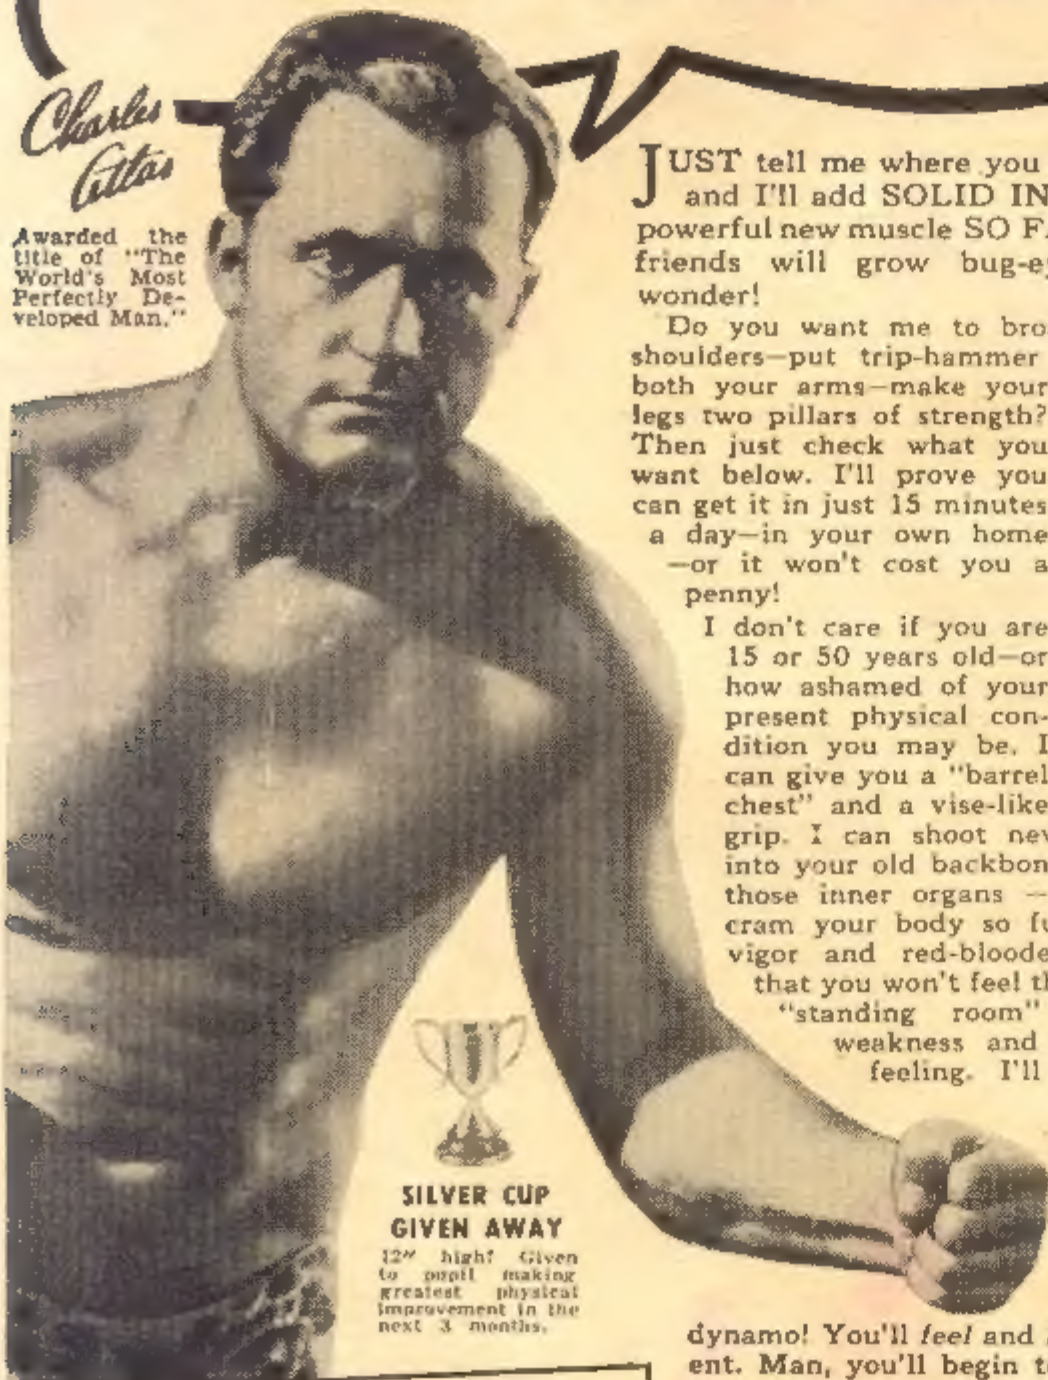 Charles
Atlas
Awarded the
title of "The
World's Most
Perfectly De-
veloped Man."
JUST tell me where you
and I'll add SOLID IN
powerful new muscle SO FA
friends will grow bug-ey
wonder!
Do you want me to bro
shoulders—put trip-hammer
both your arms—make your
legs two pillars of strength?
Then just check what you
want below. I'll prove you
can get it in just 15 minutes
a day—in your own home
—or it won't cost you a
penny!
I don't care if you are
15 or 50 years old—or
how ashamed of your
present physical con-
dition you may be. I
can give you a "barrel
chest" and a vise-like
grip. I can shoot new
into your old backbon
those inner organs —
cram your body so fu
vigor and red-bloode
that you won't feel th
"standing room"
weakness and
feeling. I'll
SILVER CUP
GIVEN AWAY
12" high! Given
to pupil making
greatest physical
improvement in the
next 3 months.
dynamo! You'll feel and
ent. Man, you'll begin to